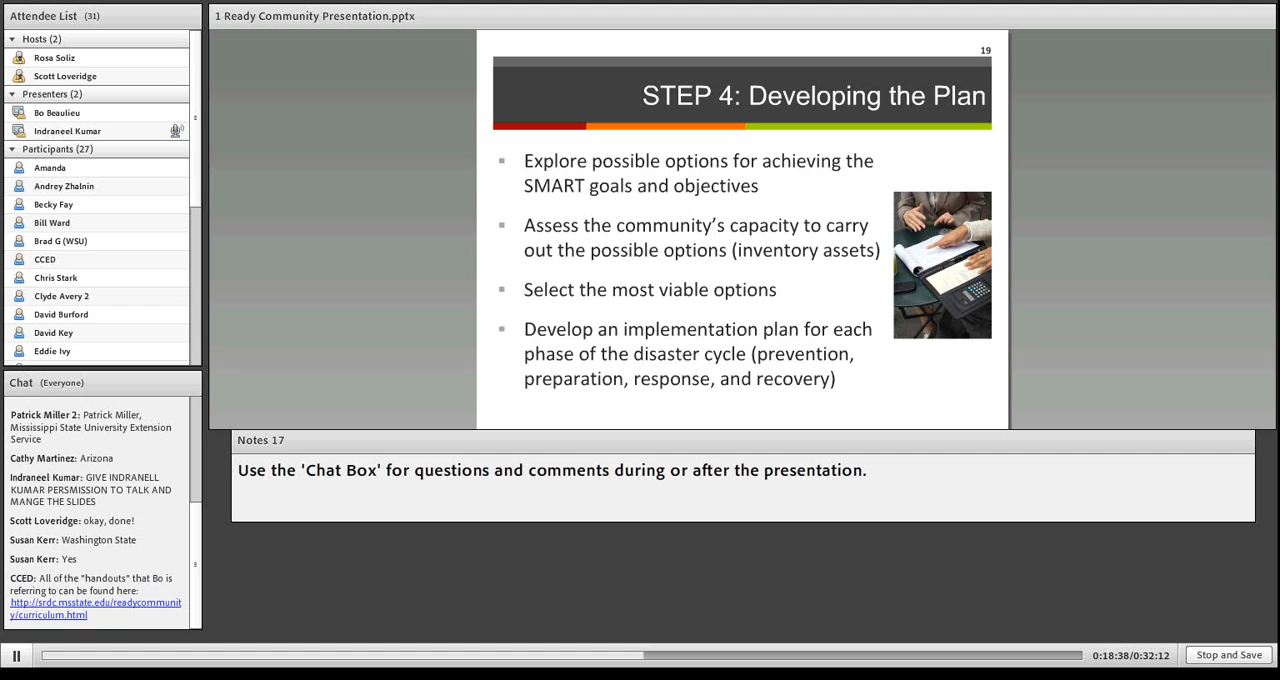 Attendee List (31)
Hosts (2)
Rosa Soliz
Scott Loveridge
Presenters (2)
Bo Beaulieu
Indraneel Kumar
Participants (27)
Amanda
Andrey Zhalnin
Becky Fay
Bill Ward
Brad G (WSU)
CCED
Chris Stark
Clyde Avery 2
David Burford
David Key
Eddie Ivy
Chat (Everyone)
Patrick Miller 2: Patrick Miller,
Mississippi State University Extension
Service
Cathy Martinez: Arizona
Indraneel Kumar: GIVE INDRANELL
KUMAR PERSMISSION TO TALK AND
MANGE THE SLIDES
Scott Loveridge: okay, done!
Susan Kerr: Washington State
Susan Kerr: Yes
CCED: All of the "handouts" that Bo is
referring to can be found here:
http://srdc.msstate.edu/readycommunit
y/curriculum.html
1 Ready Community Presentation.pptx
19
STEP 4: Developing the Plan
Explore possible options for achieving the
SMART goals and objectives
Assess the community’s capacity to carry
out the possible options (inventory assets)
Select the most viable options
Develop an implementation plan for each
phase of the disaster cycle (prevention,
preparation, response, and recovery)
Notes 17
Use the 'Chat Box' for questions and comments during or after the presentation.
0:18:38/0:32:12
Stop and Save